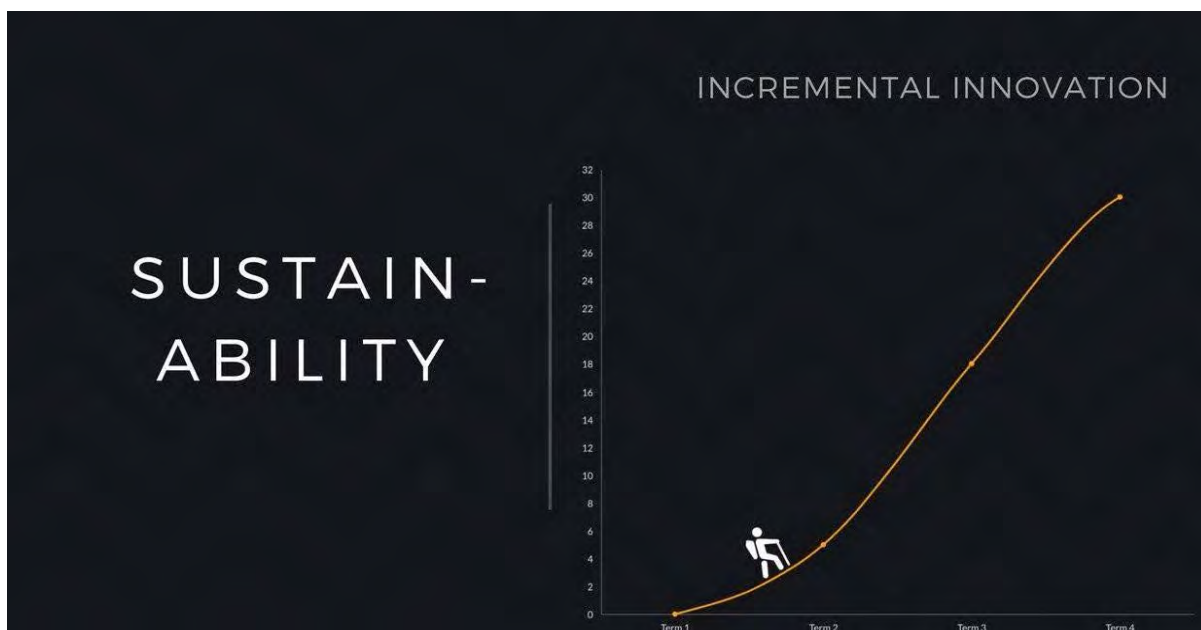 INCREMENTAL INNOVATION
SUSTAIN-
ABILITY
32
30
28
26
24
22
20
18
16
14
12
10
8
6
4
2
0
Term 1
Term 2
Term 3
Term 4